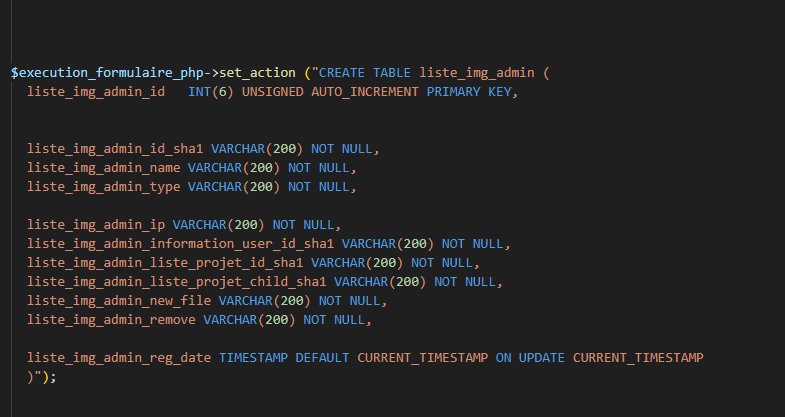 $execution_formulaire_php->set_action ("CREATE TABLE liste_img_admin (
liste_img_admin_id INT(6) UNSIGNED AUTO_INCREMENT PRIMARY KEY,
liste_img_admin_id_sha1 VARCHAR(200) NOT NULL,
liste_img_admin_name VARCHAR(200) NOT NULL,
liste_img_admin_type VARCHAR(200) NOT NULL,
liste_img_admin_ip VARCHAR(200) NOT NULL,
liste_img_admin_information_user_id_sha1 VARCHAR(200) NOT NULL,
liste_img_admin_liste_projet_id_sha1 VARCHAR(200) NOT NULL,
liste_img_admin_liste_projet_child_sha1 VARCHAR(200) NOT NULL,
liste_img_admin_new_file VARCHAR(200) NOT NULL,
liste_img_admin_remove VARCHAR(200) NOT NULL,
liste_img_admin_reg_date TIMESTAMP DEFAULT CURRENT_TIMESTAMP ON UPDATE CURRENT_TIMESTAMP
)");